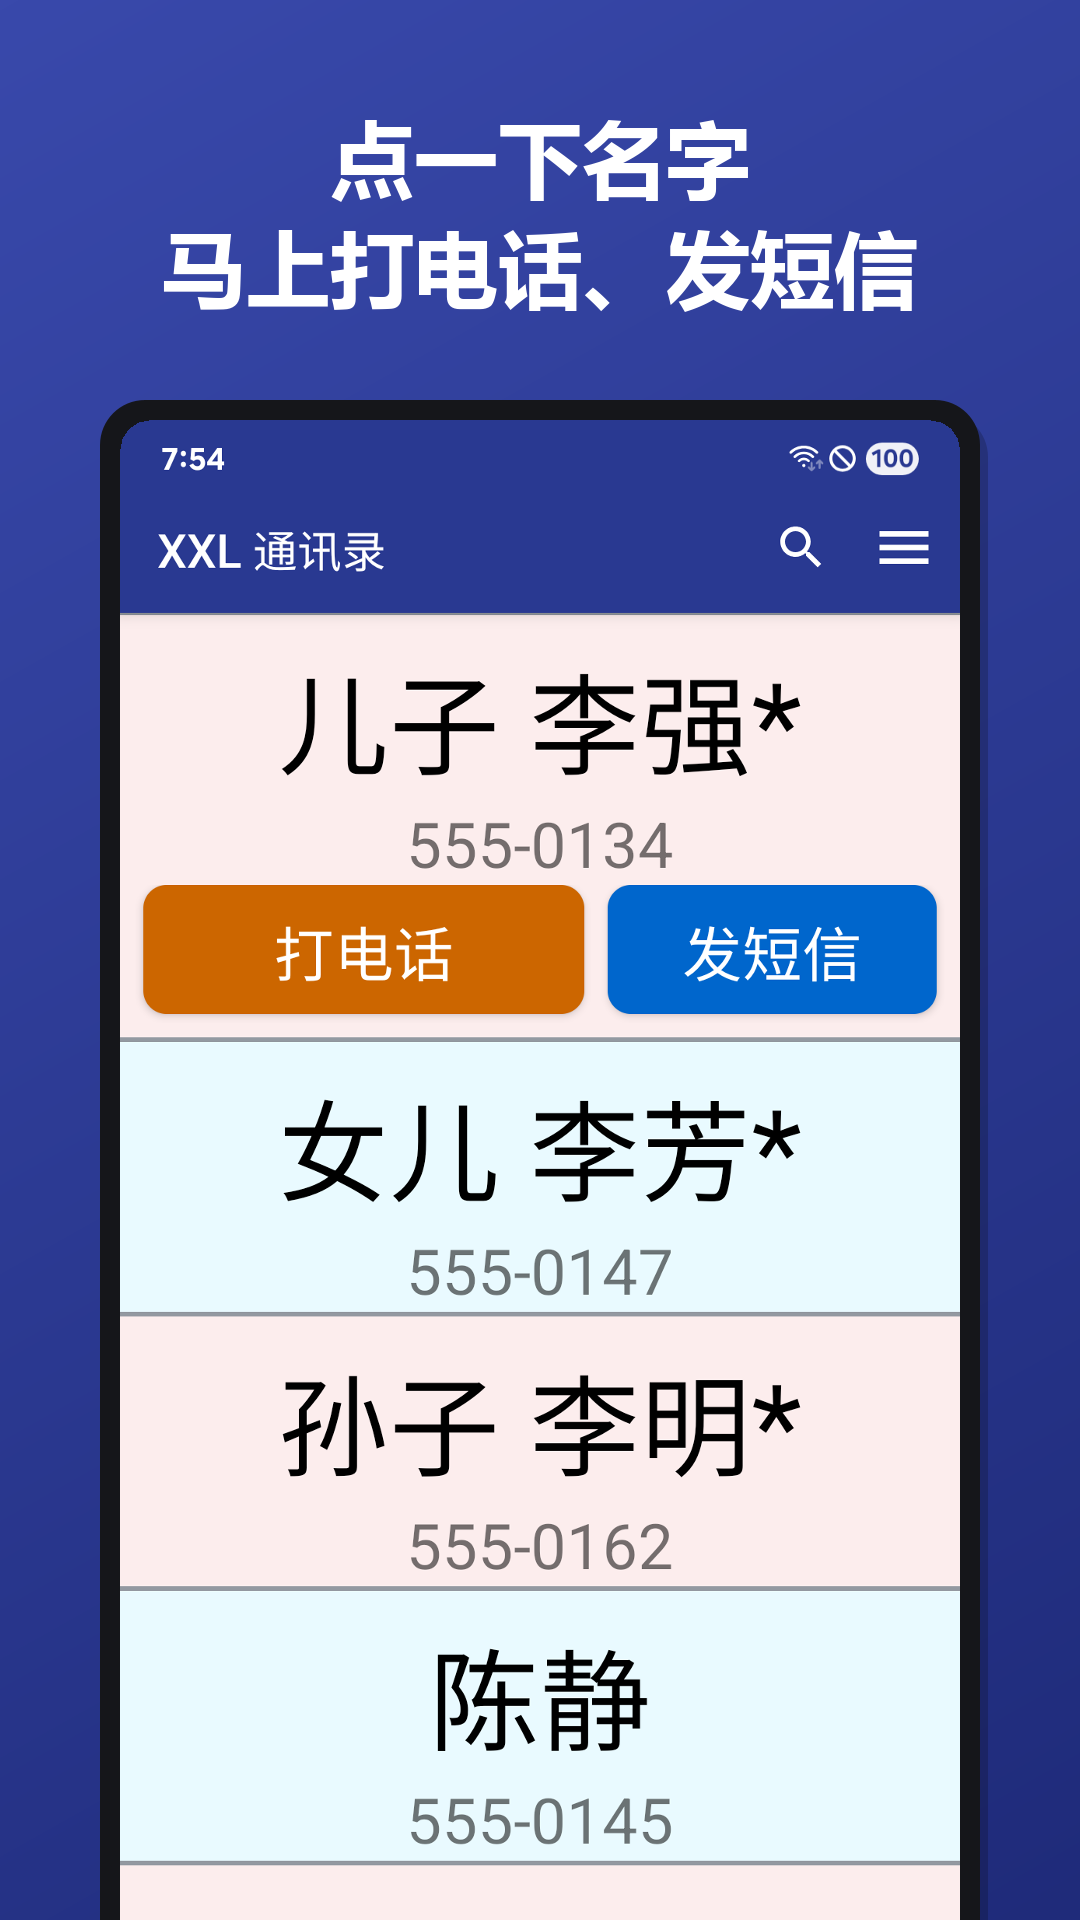 点一下名字
马上打电话、发短信
7:54
100
XXL 通讯录
儿子 李强*
555-0134
打电话
发短信
女儿 李芳*
555-0147
孙子 李明*
555-0162
陈静
555-0145